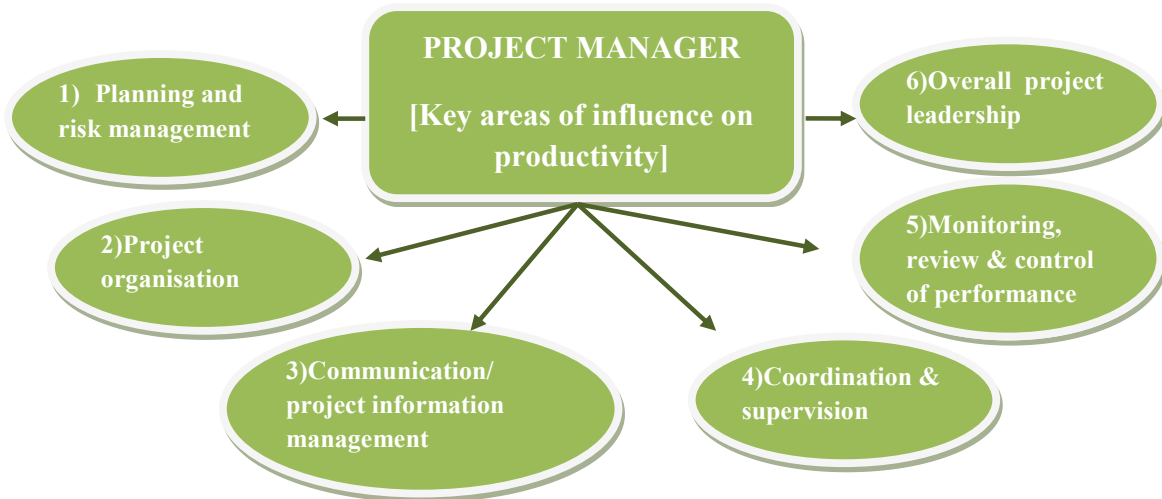 PROJECT MANAGER
[Key areas of influence on
productivity]
1) Planning and
risk management
2)Project
organisation
3)Communication/
project information
management
4)Coordination &
supervision
5)Monitoring,
review & control
of performance
6)Overall project
leadership